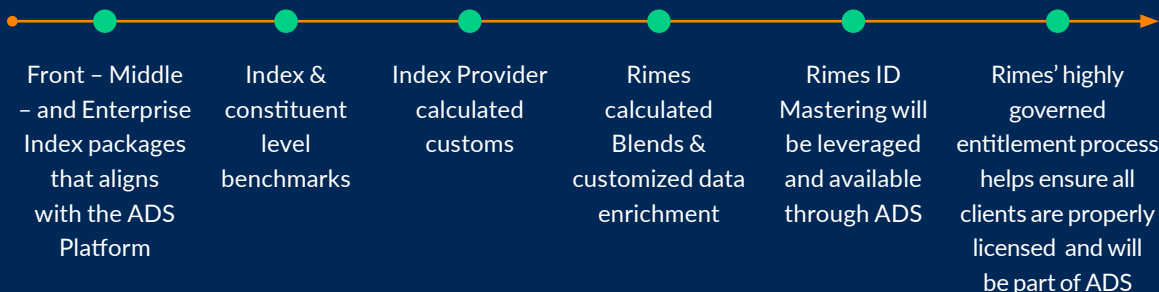 Front – Middle
– and Enterprise
Index packages
that aligns
with the ADS
Platform
Index &
constituent
level
benchmarks
Index Provider
calculated
customs
Rimes
calculated
Blends &
customized data
enrichment
Rimes ID
Mastering will
be leveraged
and available
through ADS
Rimes’ highly
governed
entitlement process
helps ensure all
clients are properly
licensed and will
be part of ADS